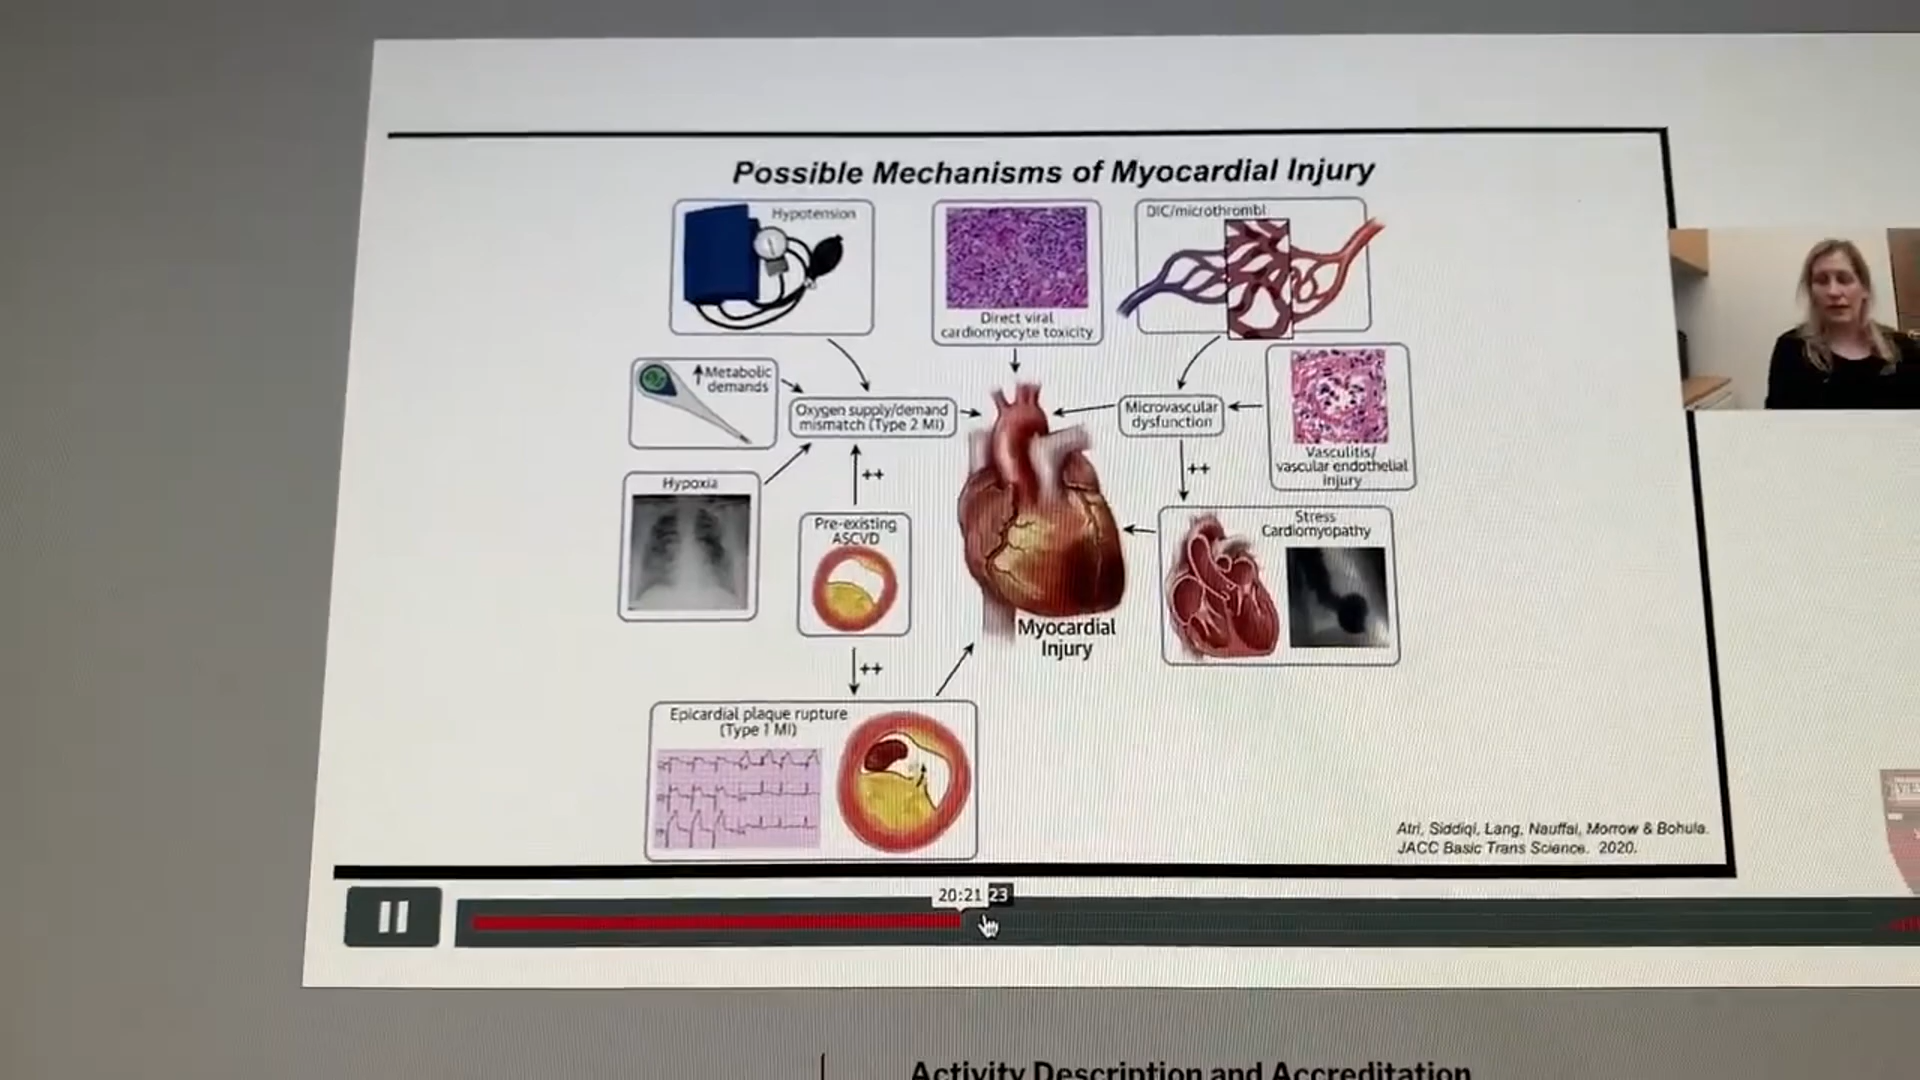 Possible Mechanisms of Myocardial Injury
Hypotension
Direct viral
cardiomyocyte toxicity
DIC/microthrombi
Metabolic
demands
Oxygen supply/demand
mismatch (Type 2 MI)
Microvascular
dysfunction
Vasculitis/
vascular endothelial
injury
Hypoxia
++
++
Pre-existing
ASCVD
Stress
Cardiomyopathy
Myocardial
Injury
++
Epicardial plaque rupture
(Type 1 MI)
Atri, Siddiqi, Lang, Nauffal, Morrow & Bohula.
JACC Basic Trans Science. 2020.
20:21 23
Activity Description and Accreditation